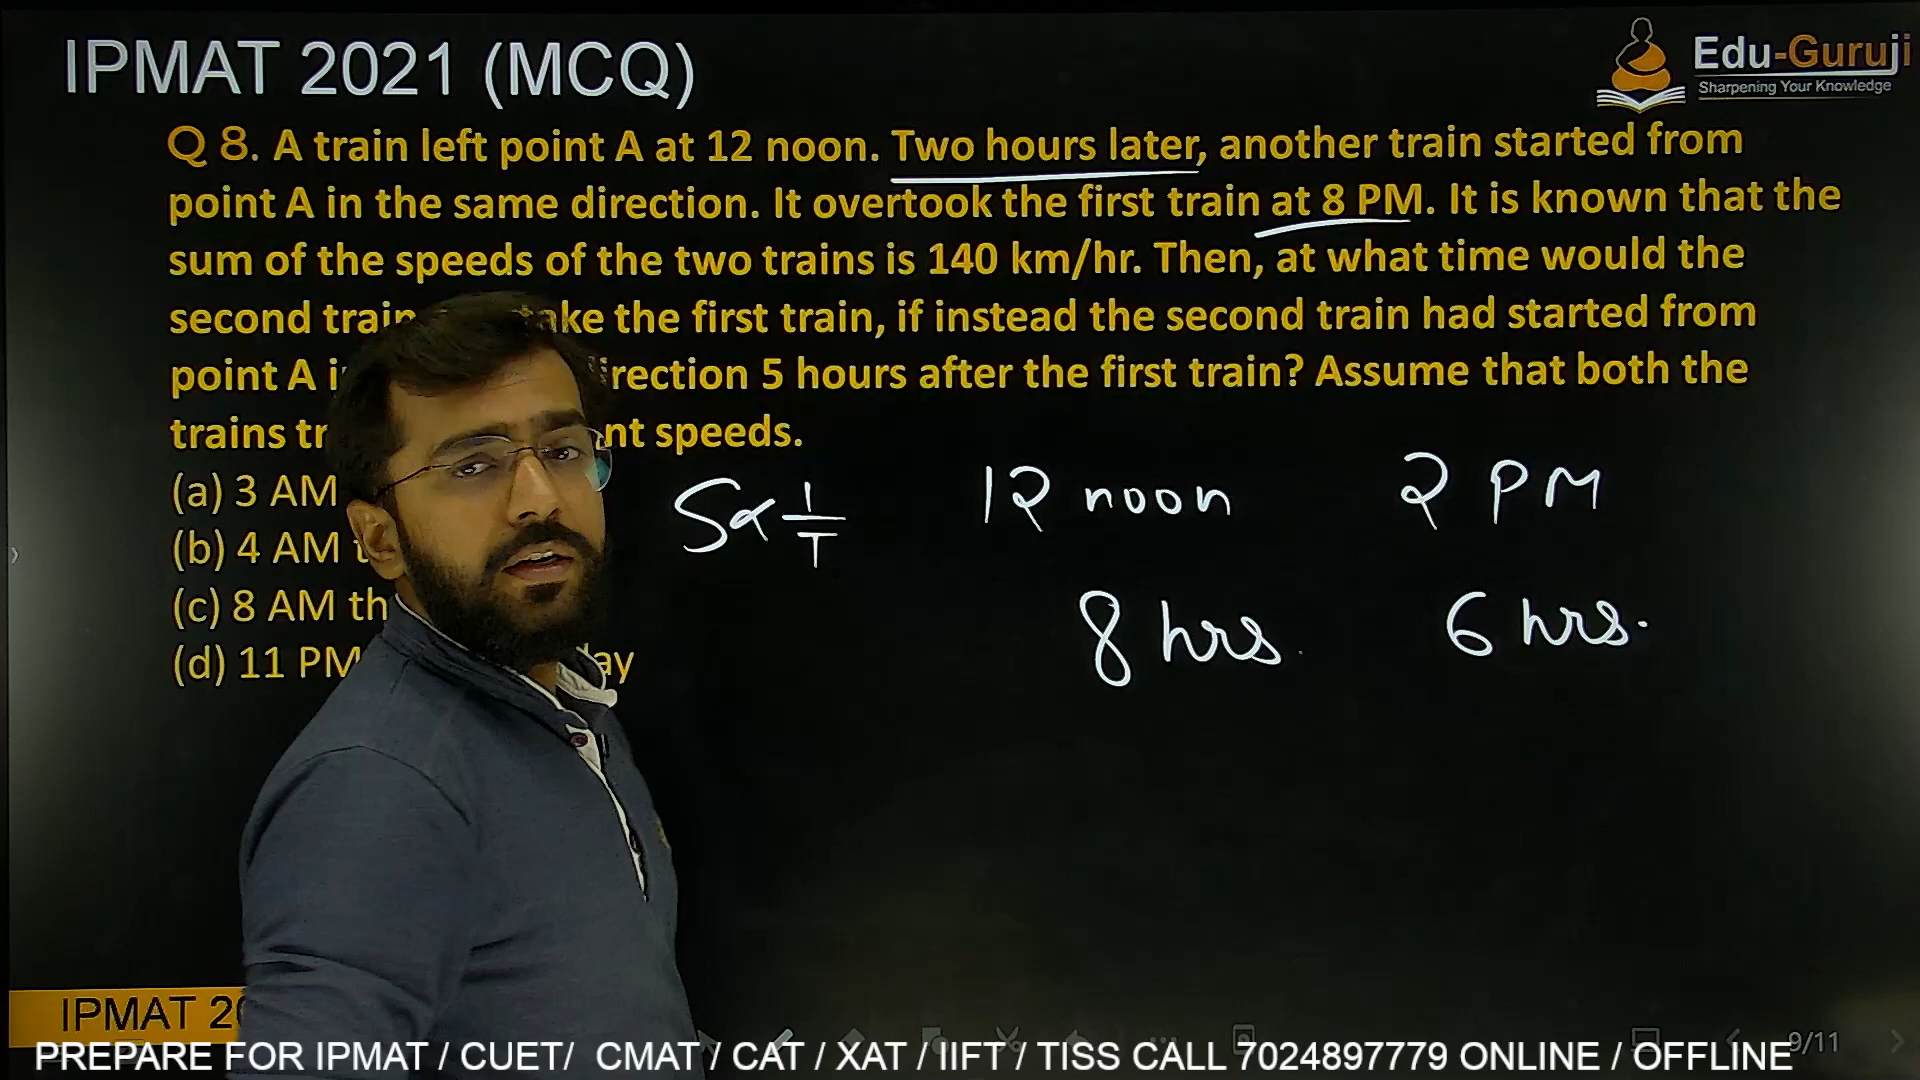 IPMAT 2021 (MCQ)
Edu-Guruji
Sharpening Your Knowledge
Q 8. A train left point A at 12 noon. Two hours later, another train started from
point A in the same direction. It overtook the first train at 8 PM. It is known that the
sum of the speeds of the two trains is 140 km/hr. Then, at what time would the
second train ke the first train, if instead the second train had started from
point A irection 5 hours after the first train? Assume that both the
trains nt speeds.
(a) 3 AM
(b) 4 AM
(c) 8 AM th
(d) 11 PM ay
S∝ 1/T
12 noon
2 PM
8 hrs.
6 hrs.
IPMAT 2
9/11
PREPARE FOR IPMAT / CUET/ CMAT / CAT / XAT / IIFT / TISS CALL 7024897779 ONLINE / OFFLINE